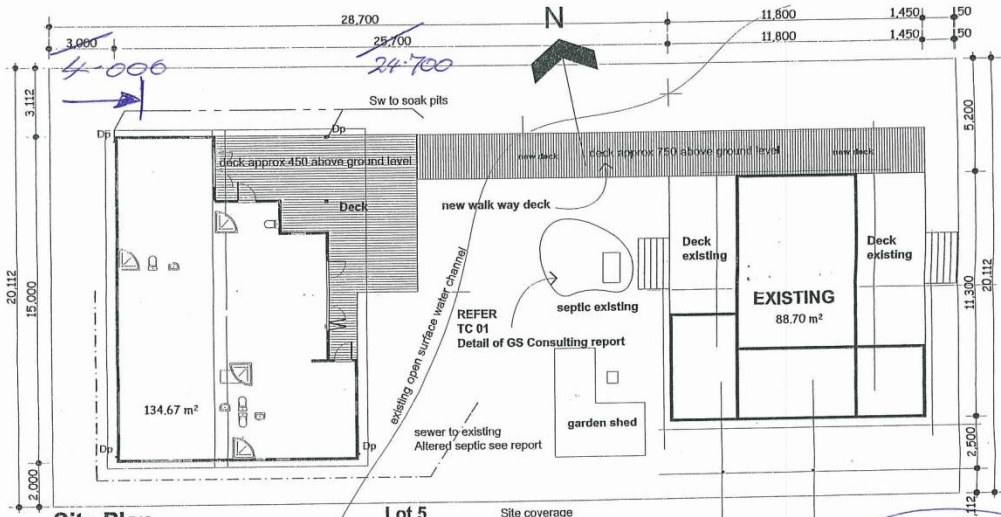 28,700
11,800
1,450
50
3,000
25,700
11,800
1,450
50
4·000
24·700
N
3,112
20,112
15,000
2,000
Sw to soak pits
Dp
Dp
deck approx 450 above ground level
new deck
deck approx 750 above ground level
new deck
Deck
new walk way deck
Deck
existing
Deck
existing
EXISTING
88.70 m²
septic existing
REFER
TC 01
Detail of GS Consulting report
existing open surface water channel
134.67 m²
garden shed
sewer to existing
Altered septic see report
Dp
Dp
5,200
11,300
20,112
2,500
,112
Site Plan
Lot 5
Site coverage